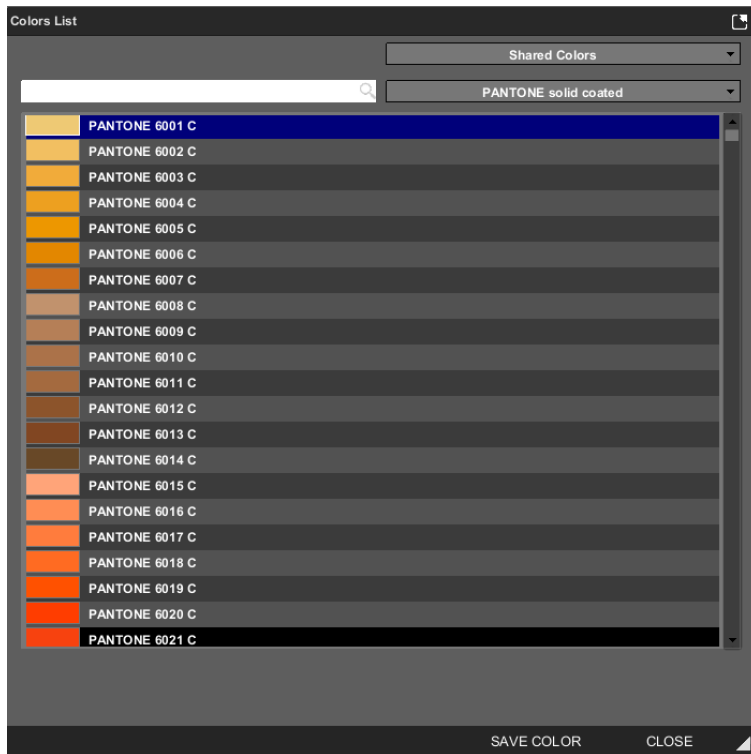 Colors List
Shared Colors
PANTONE solid coated
PANTONE 6001 C
PANTONE 6002 C
PANTONE 6003 C
PANTONE 6004 C
PANTONE 6005 C
PANTONE 6006 C
PANTONE 6007 C
PANTONE 6008 C
PANTONE 6009 C
PANTONE 6010 C
PANTONE 6011 C
PANTONE 6012 C
PANTONE 6013 C
PANTONE 6014 C
PANTONE 6015 C
PANTONE 6016 C
PANTONE 6017 C
PANTONE 6018 C
PANTONE 6019 C
PANTONE 6020 C
PANTONE 6021 C
SAVE COLOR CLOSE